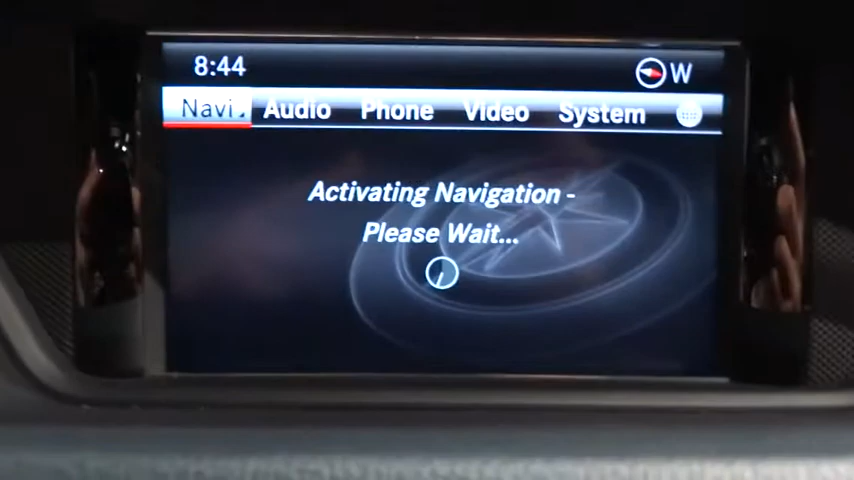 8:44 W
Navi Audio Phone Video System
Activating Navigation -
Please Wait...